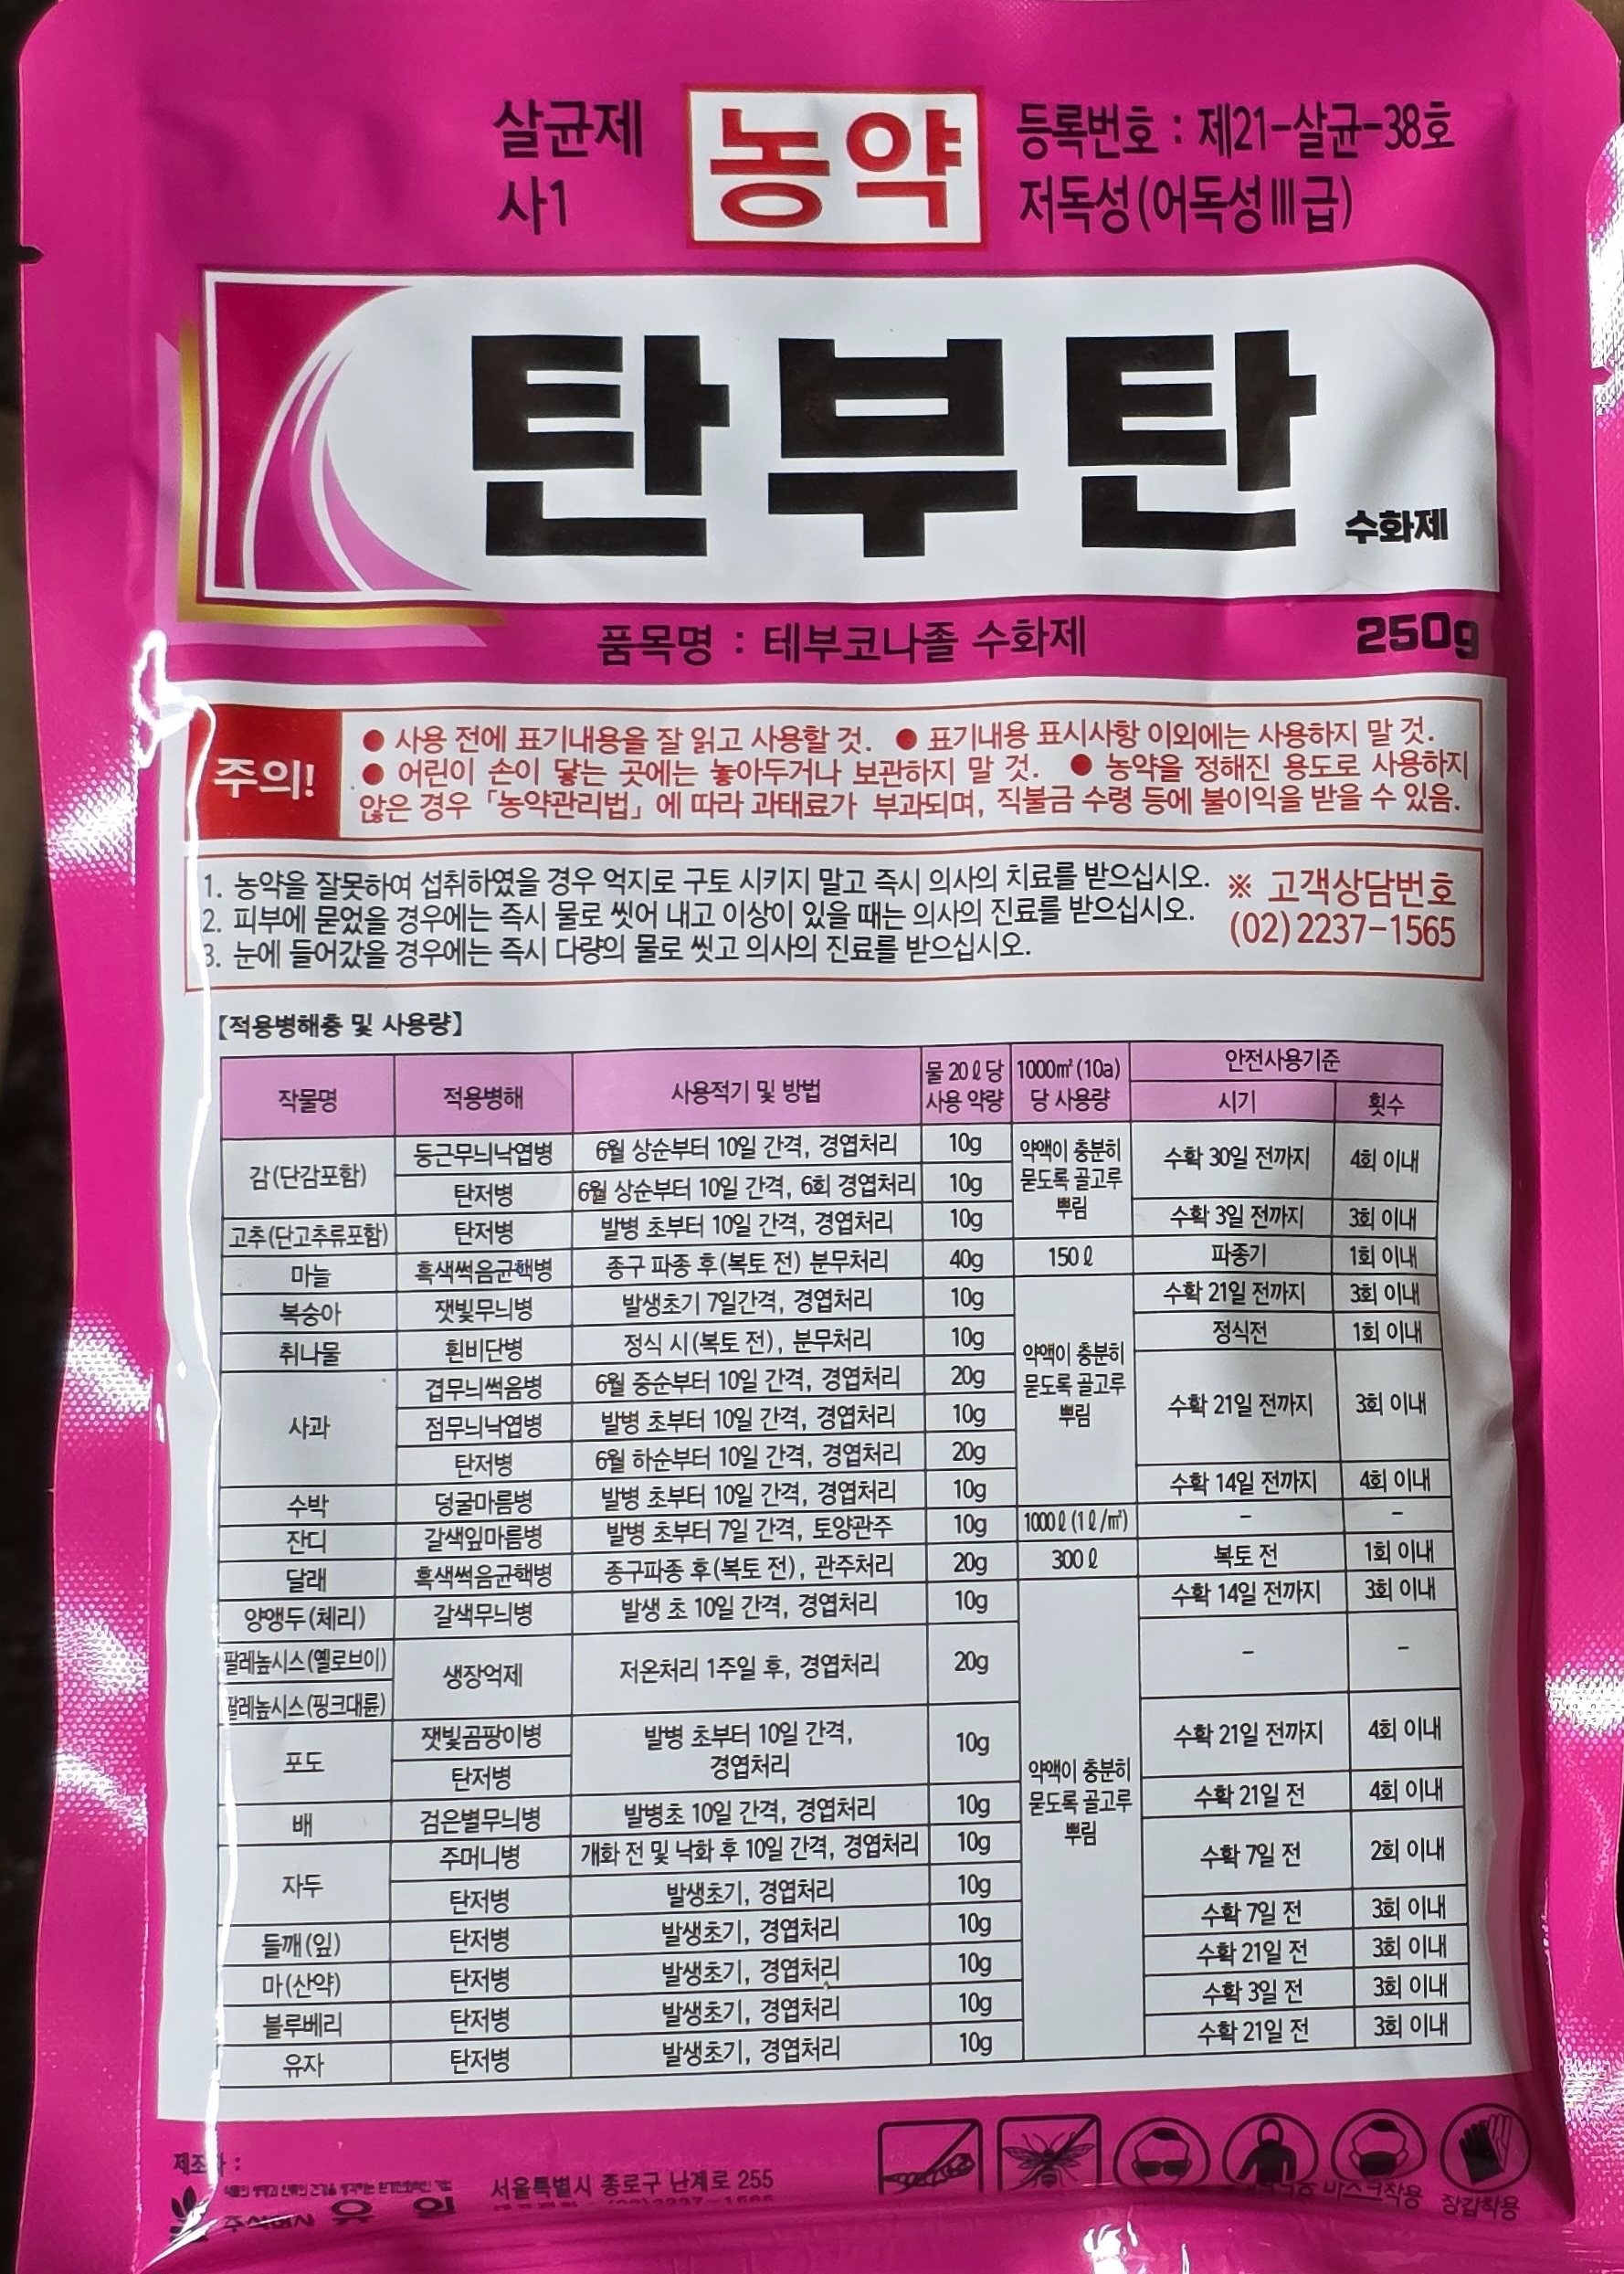 살균제
사1
농약
등록번호 : 제21-살균-38호
저독성(어독성Ⅲ급)
탄부탄
수화제
품목명 : 테부코나졸 수화제
250g
주의!
● 사용 전에 표기내용을 잘 읽고 사용할 것. ● 표기내용 표시사항 이외에는 사용하지 말 것.
● 어린이 손이 닿는 곳에는 놓아두거나 보관하지 말 것. ● 농약을 정해진 용도로 사용하지
않은 경우 「농약관리법」에 따라 과태료가 부과되며, 직불금 수령 등에 불이익을 받을 수 있음.
1. 농약을 잘못하여 섭취하였을 경우 억지로 구토 시키지 말고 즉시 의사의 치료를 받으십시오.
2. 피부에 묻었을 경우에는 즉시 물로 씻어 내고 이상이 있을 때는 의사의 진료를 받으십시오.
3. 눈에 들어갔을 경우에는 즉시 다량의 물로 씻고 의사의 진료를 받으십시오.
※ 고객상담번호
(02)2237-1565
【적용병해충 및 사용량】
작물명 적용병해 사용적기 및 방법 물 20ℓ당 사용 약량 1000㎡(10a) 당 사용량 안전사용기준 시기 횟수
감(단감포함) 둥근무늬낙엽병 6월 상순부터 10일 간격, 경엽처리 10g 약액이 충분히 묻도록 골고루 뿌림 수확 30일 전까지 4회 이내
탄저병 6월 상순부터 10일 간격, 6회 경엽처리 10g
고추(단고추류포함) 탄저병 발병 초부터 10일 간격, 경엽처리 10g 수확 3일 전까지 3회 이내
마늘 흑색썩음균핵병 종구 파종 후(복토 전) 분무처리 40g 150ℓ 파종기 1회 이내
복숭아 잿빛무늬병 발생초기 7일간격, 경엽처리 10g 약액이 충분히 묻도록 골고루 뿌림 수확 21일 전까지 3회 이내
취나물 흰비단병 정식 시(복토 전), 분무처리 10g 정식전 1회 이내
사과 겹무늬썩음병 6월 중순부터 10일 간격, 경엽처리 20g 수확 21일 전까지 3회 이내
점무늬낙엽병 발병 초부터 10일 간격, 경엽처리 10g
탄저병 6월 하순부터 10일 간격, 경엽처리 20g
수박 덩굴마름병 발병 초부터 10일 간격, 경엽처리 10g 수확 14일 전까지 4회 이내
잔디 갈색잎마름병 발병 초부터 7일 간격, 토양관주 10g 1000ℓ(1ℓ/㎡) - -
달래 흑색썩음균핵병 종구파종 후(복토 전), 관주처리 20g 300ℓ 복토 전 1회 이내
양앵두(체리) 갈색무늬병 발생 초 10일 간격, 경엽처리 10g 약액이 충분히 묻도록 골고루 뿌림 수확 14일 전까지 3회 이내
팔레높시스(옐로브이) 생장억제 저온처리 1주일 후, 경엽처리 20g - -
팔레높시스(핑크대륜)
포도 잿빛곰팡이병 발병 초부터 10일 간격, 경엽처리 10g 수확 21일 전까지 4회 이내
탄저병
배 검은별무늬병 발병초 10일 간격, 경엽처리 10g 수확 21일 전 4회 이내
자두 주머니병 개화 전 및 낙화 후 10일 간격, 경엽처리 10g 수확 7일 전 2회 이내
탄저병 발생초기, 경엽처리 10g
들깨(잎) 탄저병 발생초기, 경엽처리 10g 수확 7일 전 3회 이내
마(산약) 탄저병 발생초기, 경엽처리 10g 수확 21일 전 3회 이내
블루베리 탄저병 발생초기, 경엽처리 10g 수확 3일 전 3회 이내
유자 탄저병 발생초기, 경엽처리 10g 수확 21일 전 3회 이내
제조자 :
주식회사 유 일
서울특별시 종로구 난계로 255
마스크착용
장갑착용